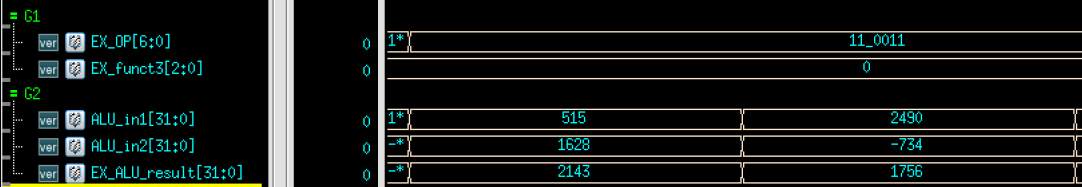 = G1
ver EX_OP[6:0] 0 1* 11_0011
ver EX_funct3[2:0] 0 0
= G2
ver ALU_in1[31:0] 0 1* 515 2490
ver ALU_in2[31:0] 0 -* 1628 -734
ver EX_ALU_result[31:0] 0 -* 2143 1756